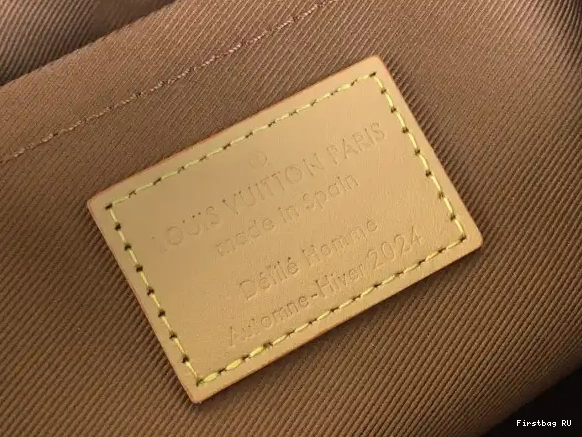 LOUIS VUITTON PARIS
made in Spain
Défilé Homme
Automne-Hiver 2024
Firstbag RU